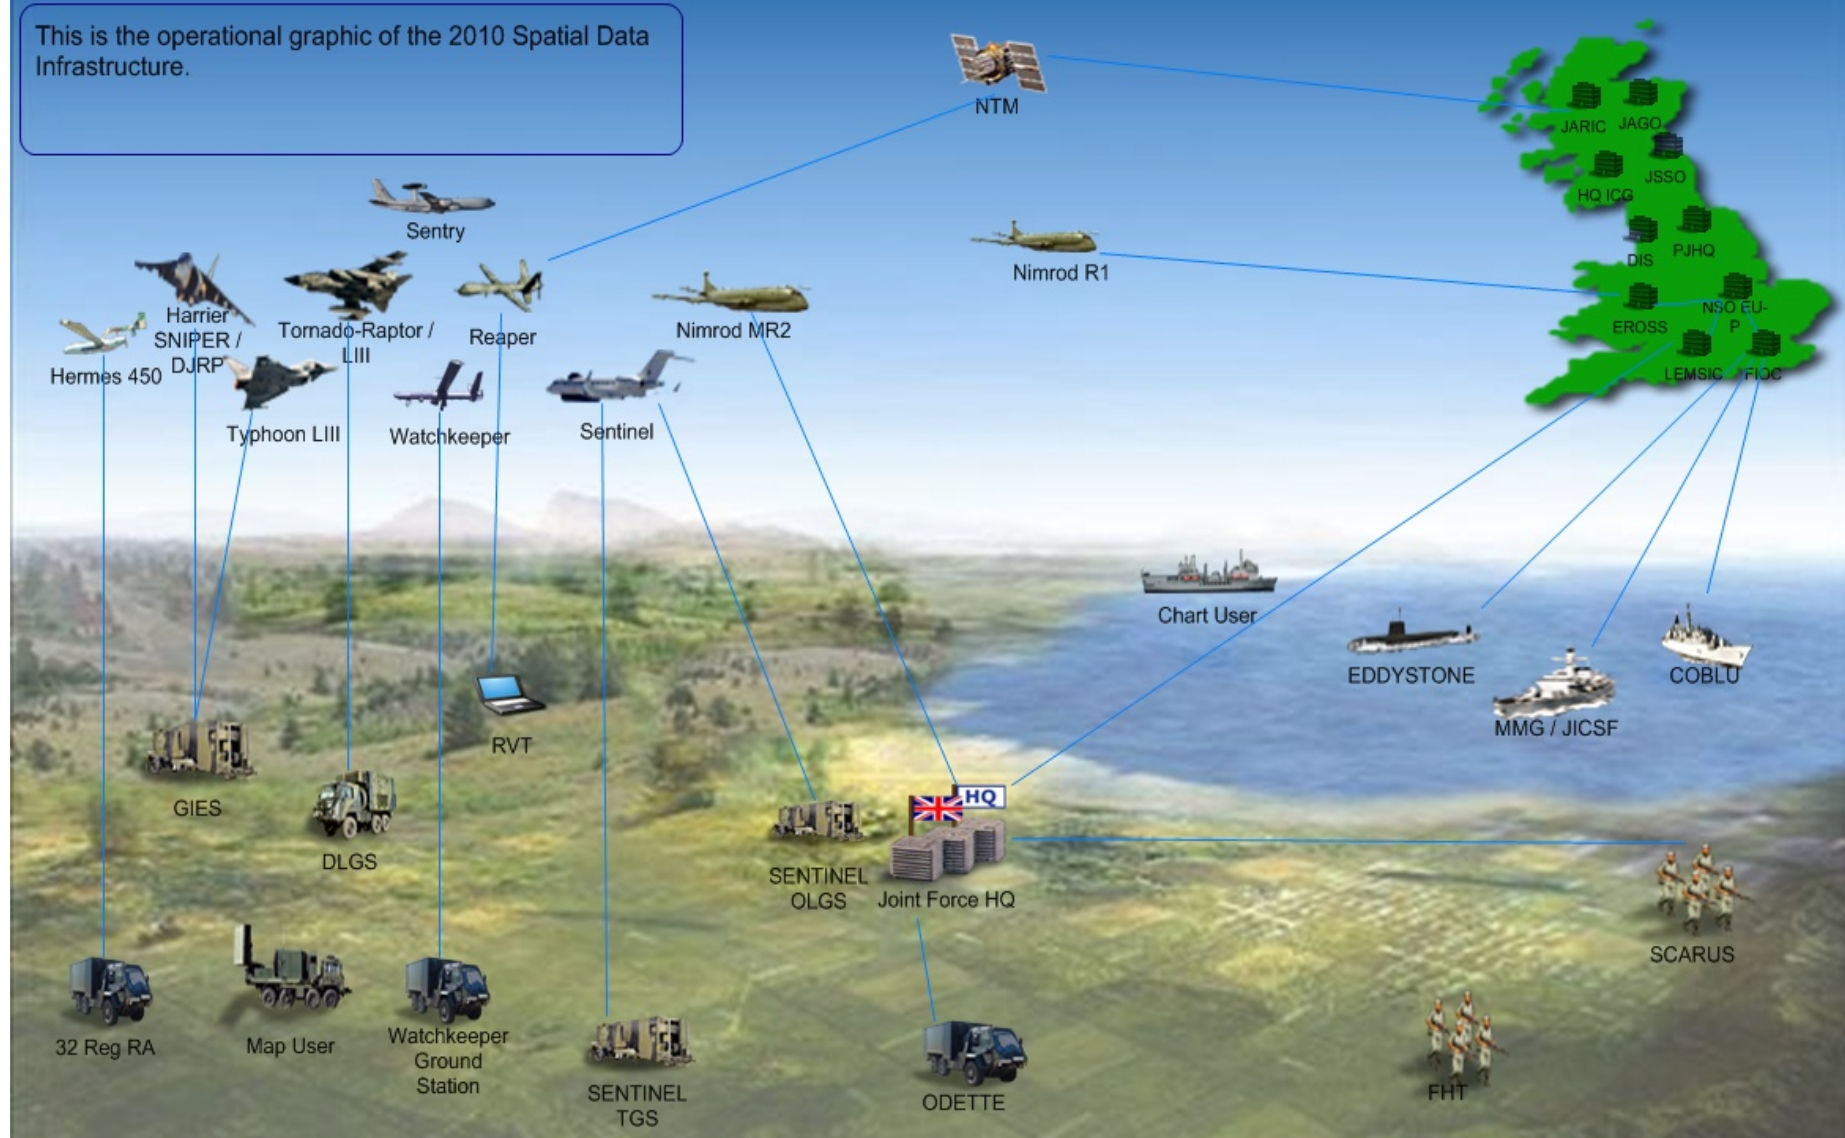 This is the operational graphic of the 2010 Spatial Data
Infrastructure.
NTM
JARIC
JAGO
JSSO
HQ ICG
PJHQ
DIS
NSO EU-
P
EROSS
LEMSIC
FIOC
Sentry
Nimrod R1
Harrier
SNIPER /
DJRP
Tornado-Raptor /
LIII
Reaper
Nimrod MR2
Hermes 450
Typhoon LIII
Watchkeeper
Sentinel
Chart User
EDDYSTONE
COBLU
MMG / JICSF
RVT
GIES
DLGS
HQ
SENTINEL
OLGS
Joint Force HQ
SCARUS
32 Reg RA
Map User
Watchkeeper
Ground
Station
SENTINEL
TGS
ODETTE
FHT